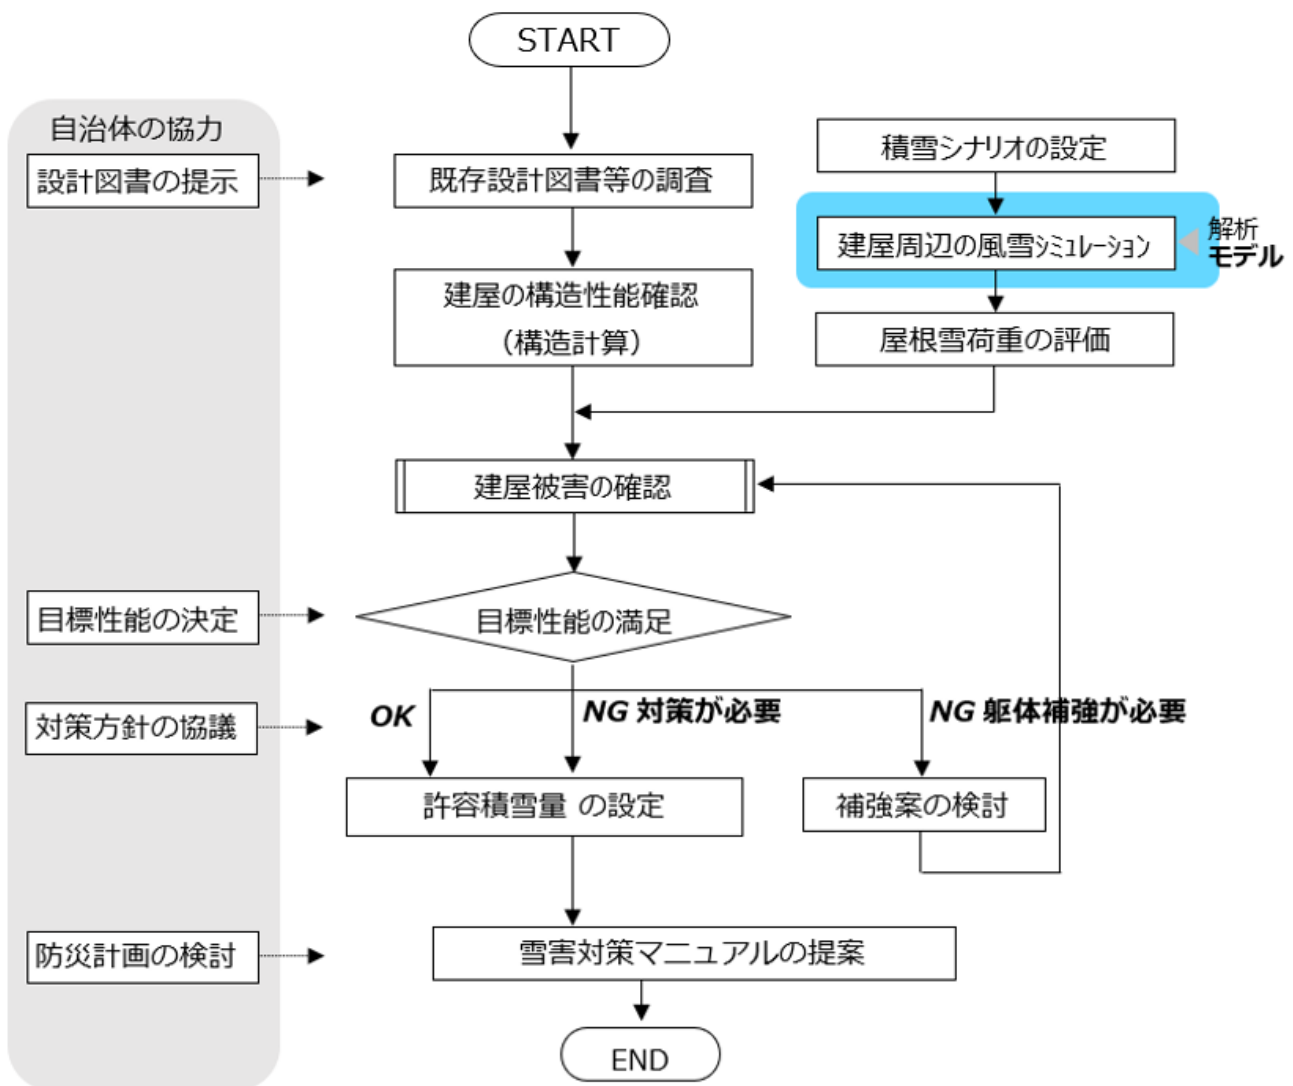 START
自治体の協力
設計図書の提示
既存設計図書等の調査
積雪シナリオの設定
建屋周辺の風雪ｼﾐｭﾚｰｼｮﾝ
解析
モデル
建屋の構造性能確認
（構造計算）
屋根雪荷重の評価
建屋被害の確認
目標性能の決定
目標性能の満足
対策方針の協議
OK
NG 対策が必要
NG 躯体補強が必要
許容積雪量 の設定
補強案の検討
防災計画の検討
雪害対策マニュアルの提案
END